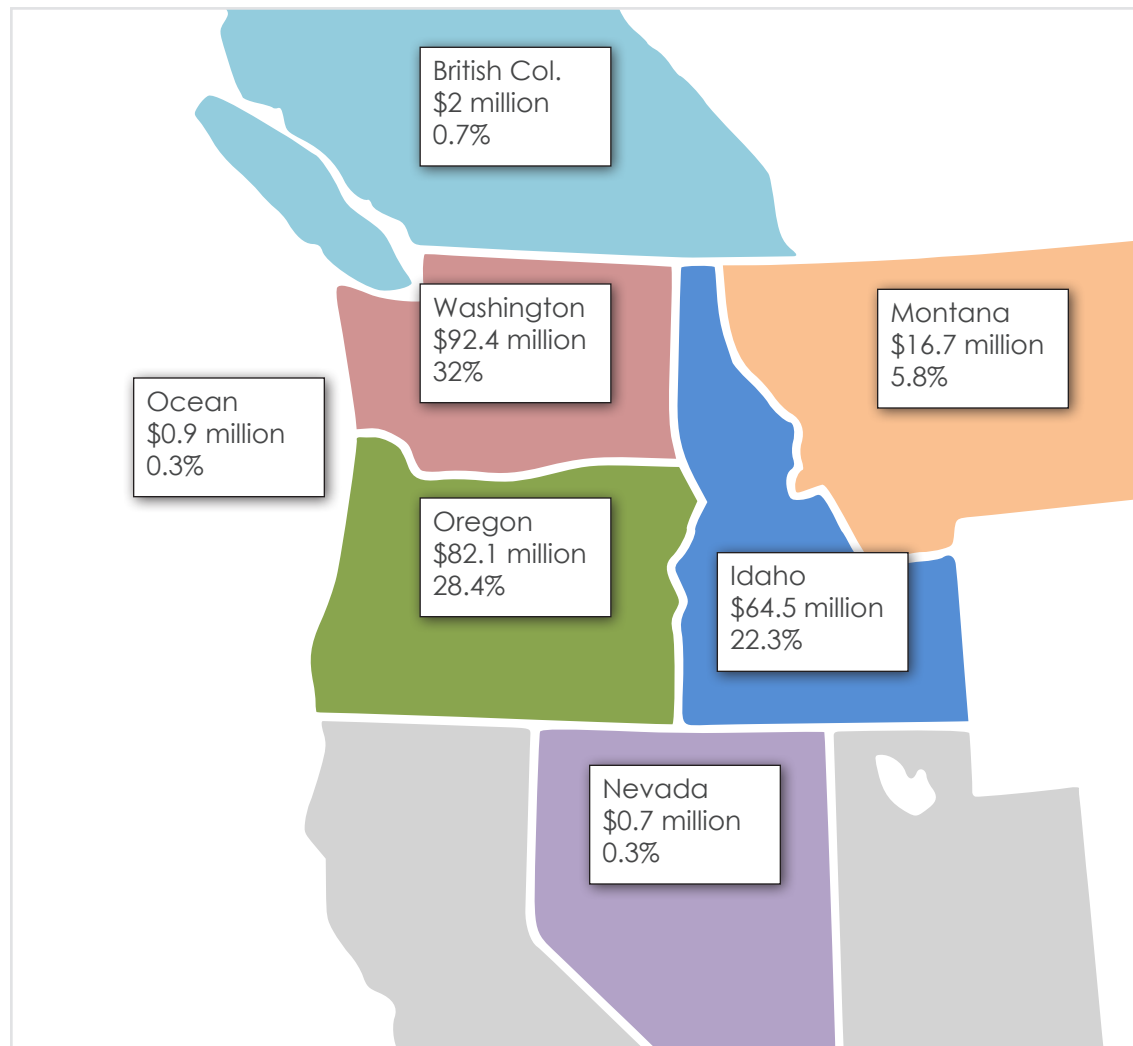 British Col.
$2 million
0.7%
Washington
$92.4 million
32%
Montana
$16.7 million
5.8%
Ocean
$0.9 million
0.3%
Oregon
$82.1 million
28.4%
Idaho
$64.5 million
22.3%
Nevada
$0.7 million
0.3%